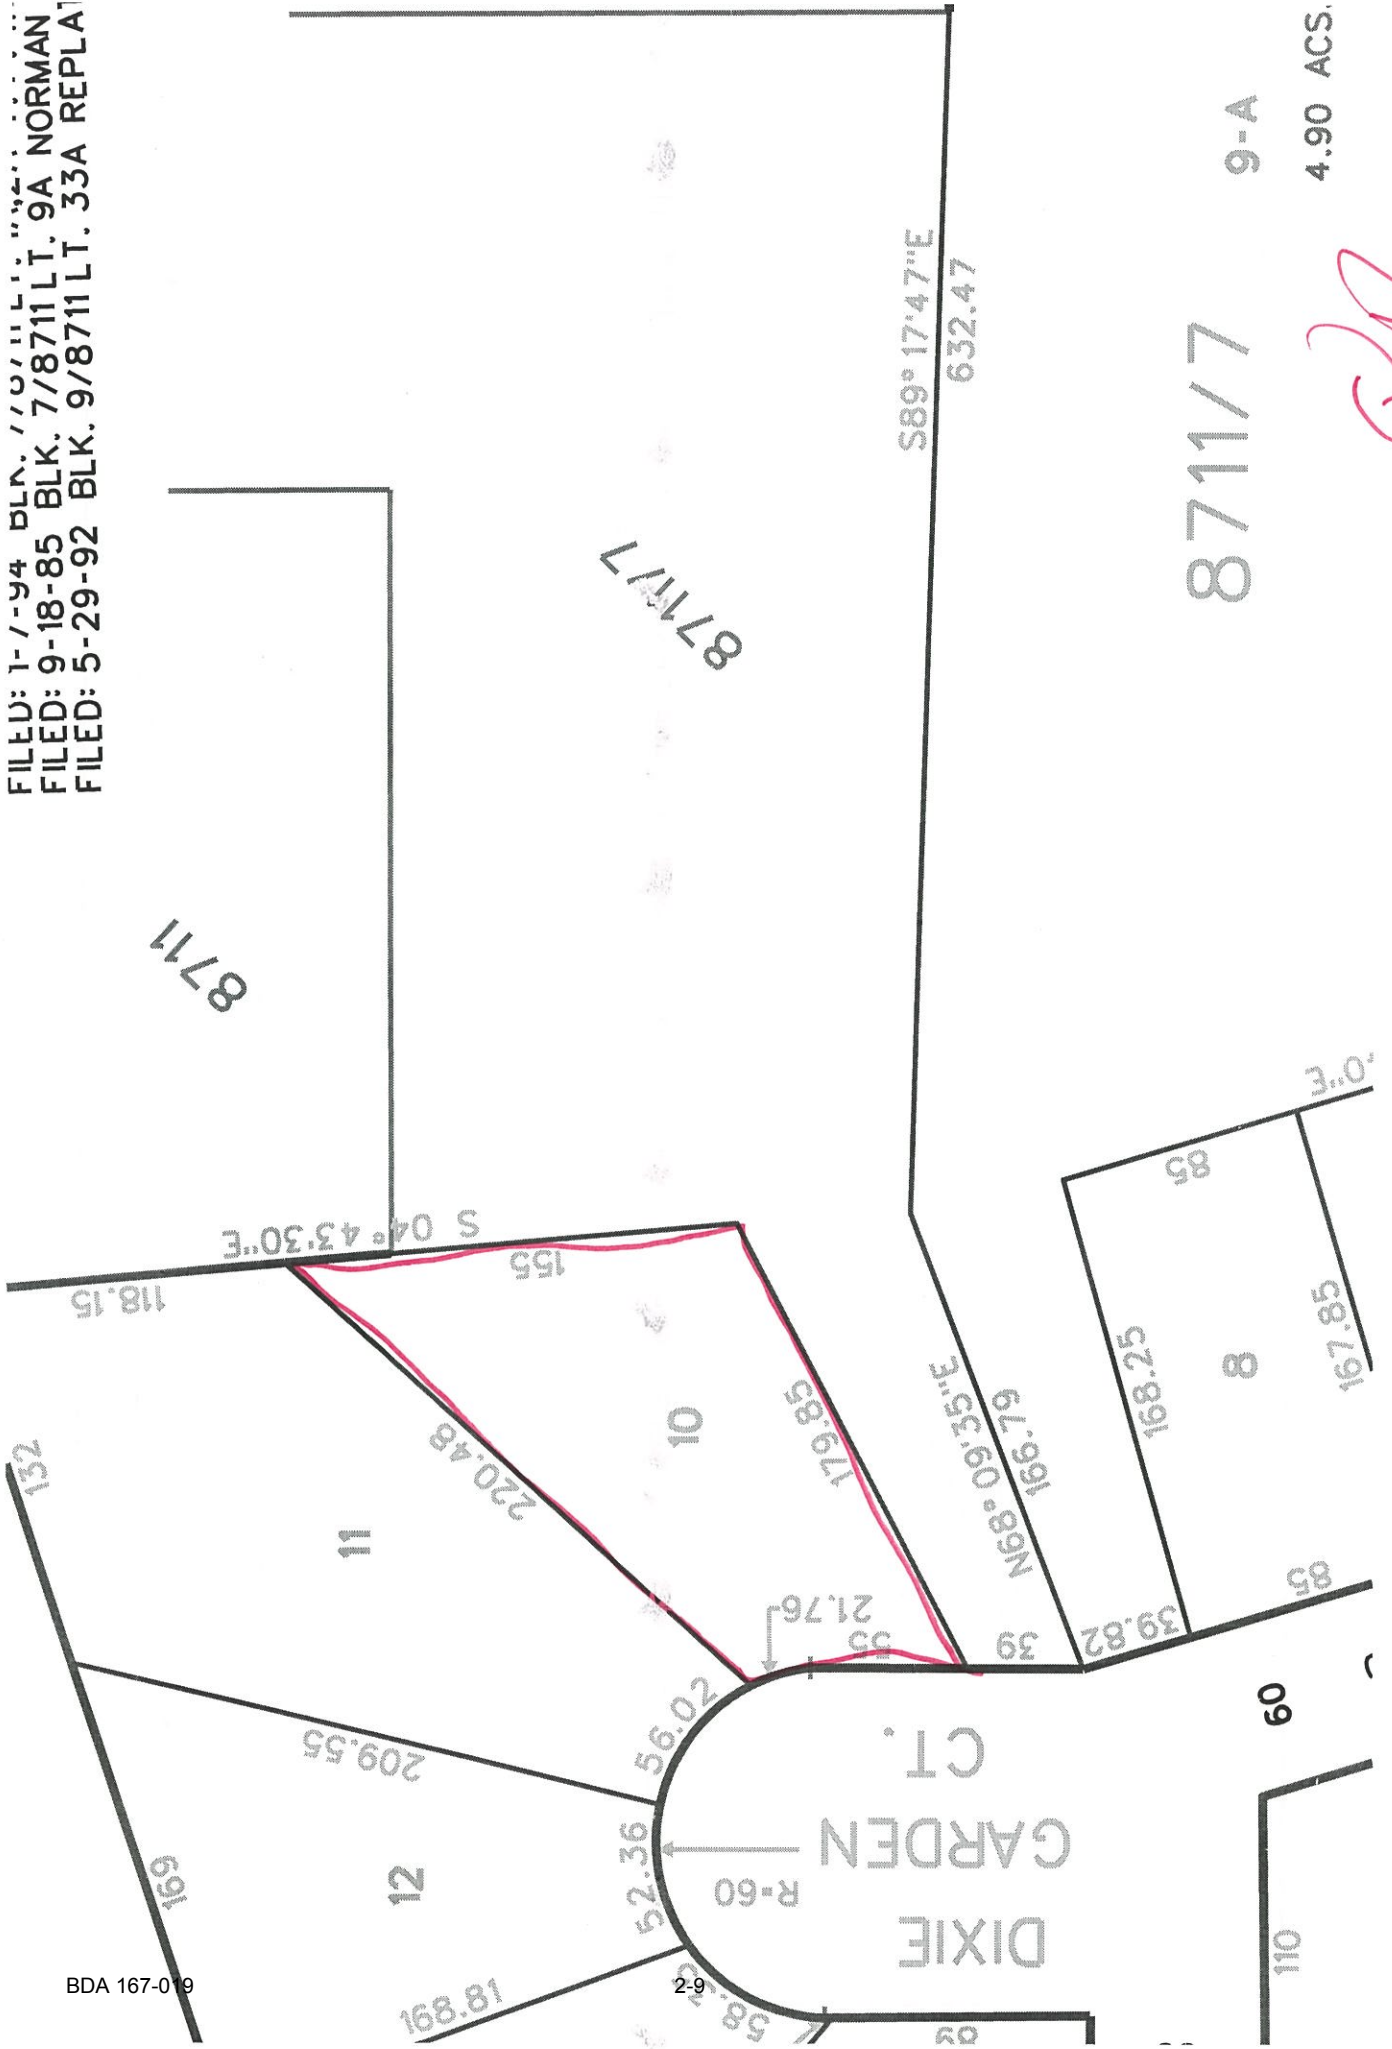 FILED: 9-18-85 BLK. 7/8711 LT. 9A NORMAN
FILED: 5-29-92 BLK. 9/8711 LT. 33A REPLAT
4.90 ACS.
9-A
8711/7
S89° 17'47"E
632.47
8711/7
8711
S 04° 43'30"E
118.15
155
132
220.48
11
10
179.85
N68° 09'35"E
166.79
85
168.25
8
167.85
85
21.76
55
39
39.82
56.02
209.55
169
12
52.36
R=60
DIXIE
GARDEN
CT.
60
110
168.81
89
BDA 167-019
2-9